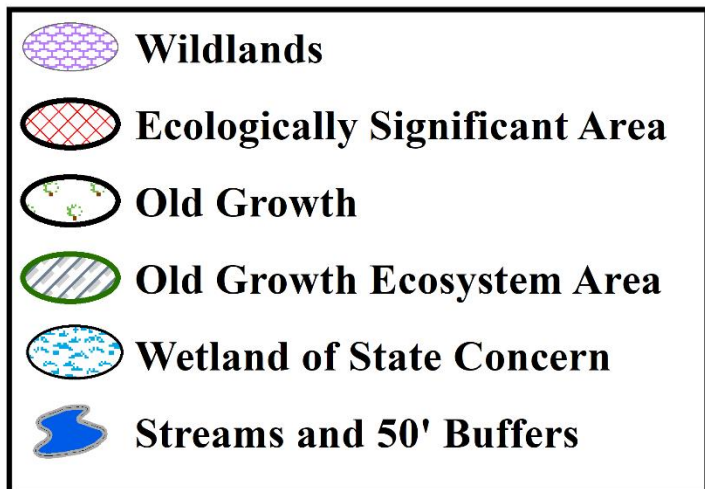 Wildlands
Ecologically Significant Area
Old Growth
Old Growth Ecosystem Area
Wetland of State Concern
Streams and 50' Buffers